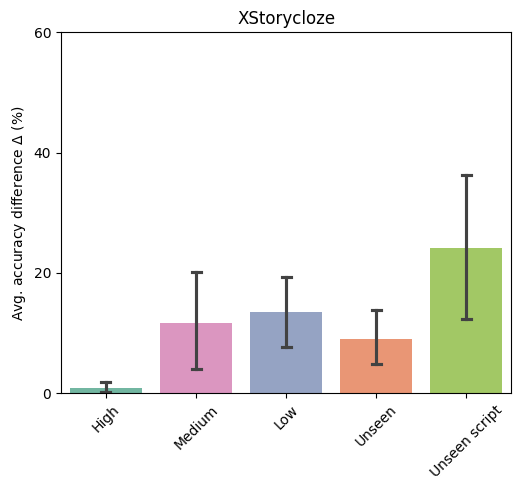 XStorycloze
Avg. accuracy difference Δ (%)
60
40
20
0
High
Medium
Low
Unseen
Unseen script